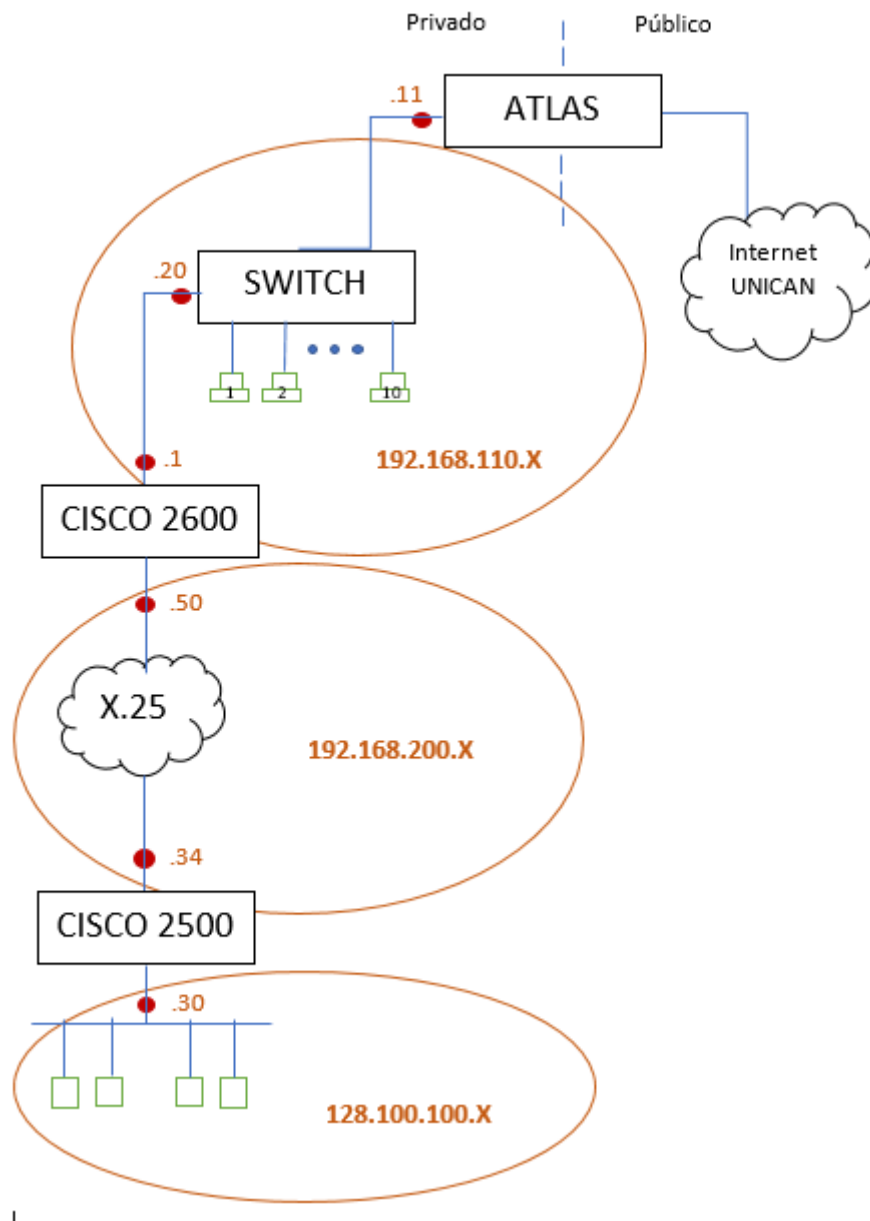 Privado
Público
.11
ATLAS
Internet
UNICAN
.20
SWITCH
1
2
10
.1
192.168.110.X
CISCO 2600
.50
X.25
192.168.200.X
.34
CISCO 2500
.30
128.100.100.X